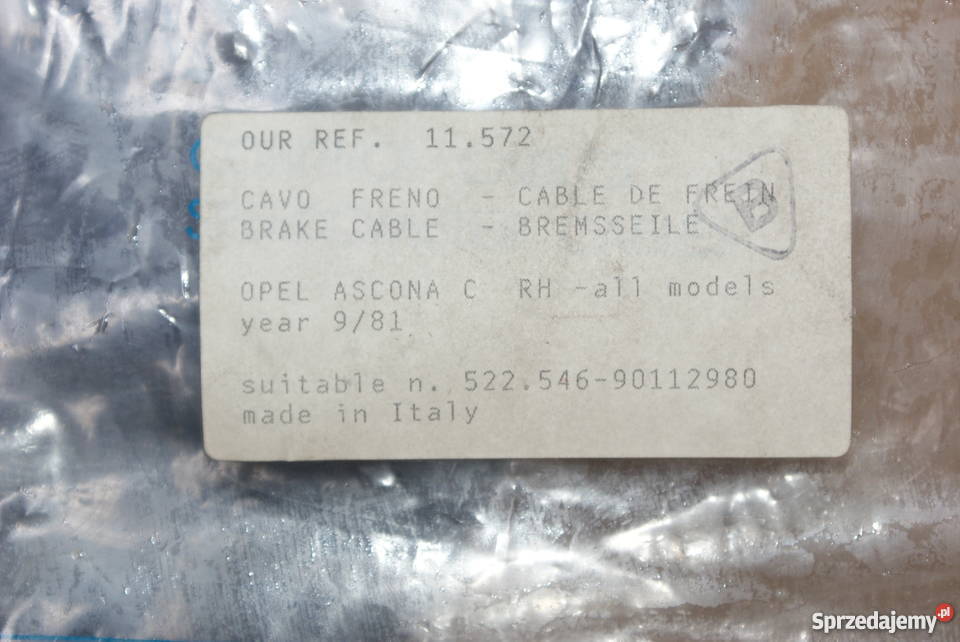 OUR REF. 11.572
CAVO FRENO - CABLE DE FREIN
BRAKE CABLE - BREMSSEILE
B
OPEL ASCONA C RH -all models
year 9/81
suitable n. 522.546-90112980
made in Italy
Sprzedajemy.pl